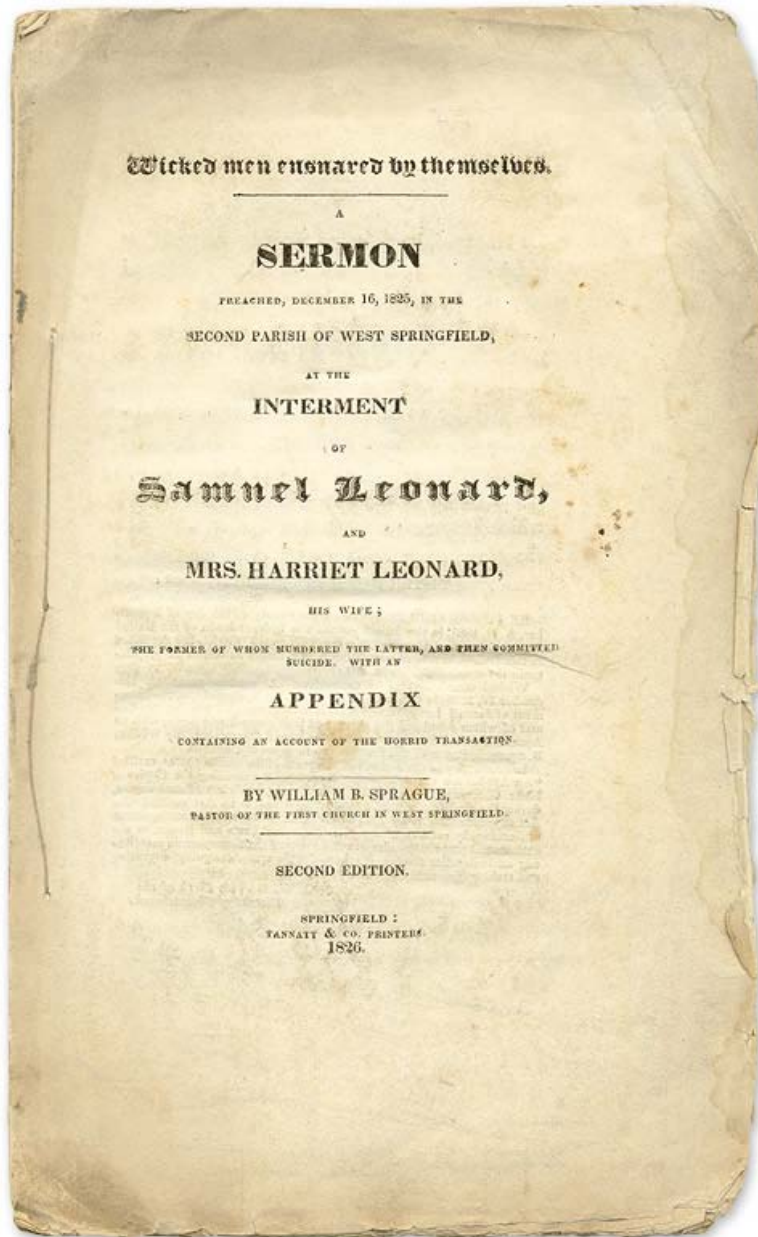 Wicked men ensnared by themselves.
A
SERMON
PREACHED, DECEMBER 16, 1825, IN THE
SECOND PARISH OF WEST SPRINGFIELD,
AT THE
INTERMENT
OF
Samuel Leonard,
AND
MRS. HARRIET LEONARD,
HIS WIFE;
THE FORMER OF WHOM MURDERED THE LATTER, AND THEN COMMITTED
SUICIDE. WITH AN
APPENDIX
CONTAINING AN ACCOUNT OF THE HORRID TRANSACTION.
BY WILLIAM B. SPRAGUE,
PASTOR OF THE FIRST CHURCH IN WEST SPRINGFIELD.
SECOND EDITION.
SPRINGFIELD:
TANNATT & CO. PRINTERS
1826.